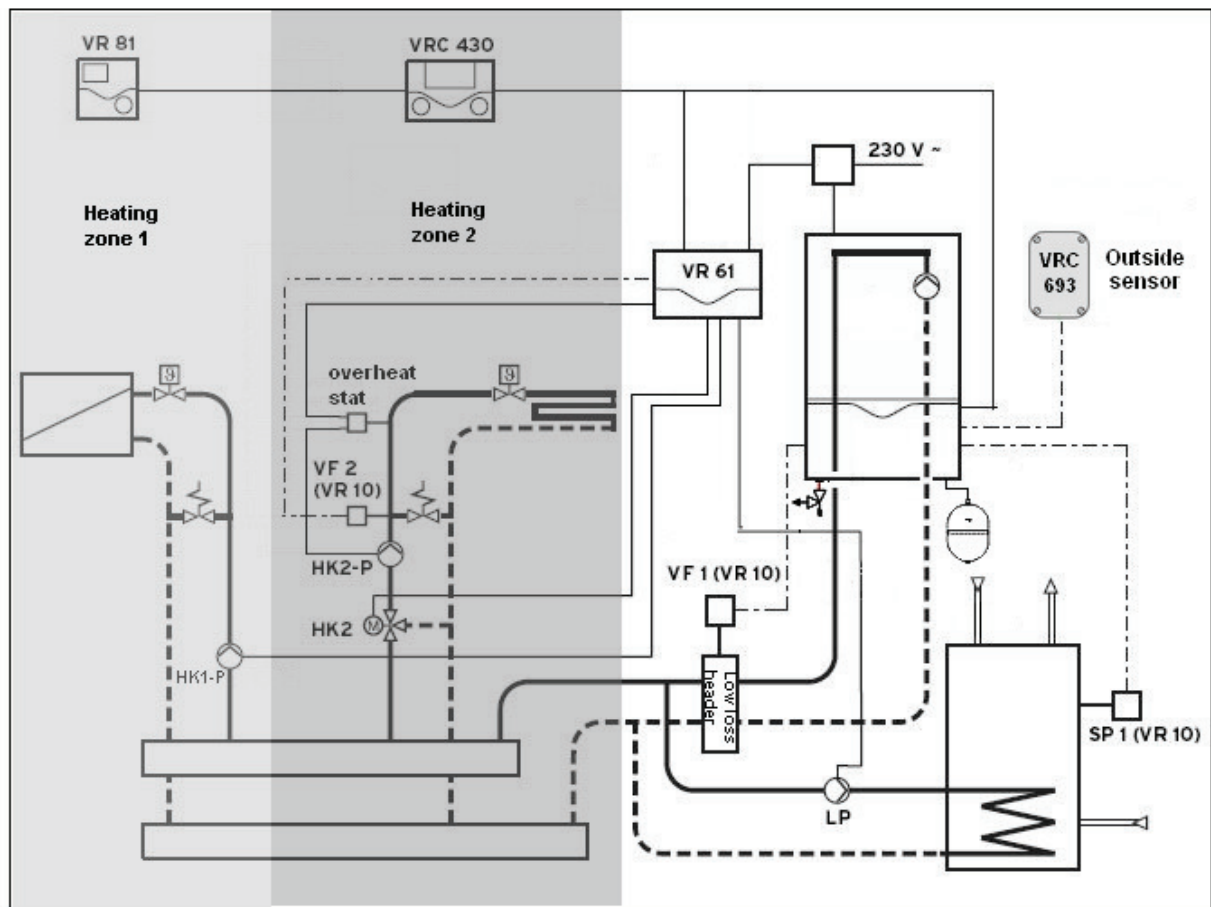 VR 81
VRC 430
230 V ~
Heating
zone 1
Heating
zone 2
VR 61
VRC
693
Outside
sensor
overheat
stat
VF 2
(VR 10)
HK2-P
VF 1 (VR 10)
HK2
M
HK1-P
Low loss
header
SP 1 (VR 10)
LP